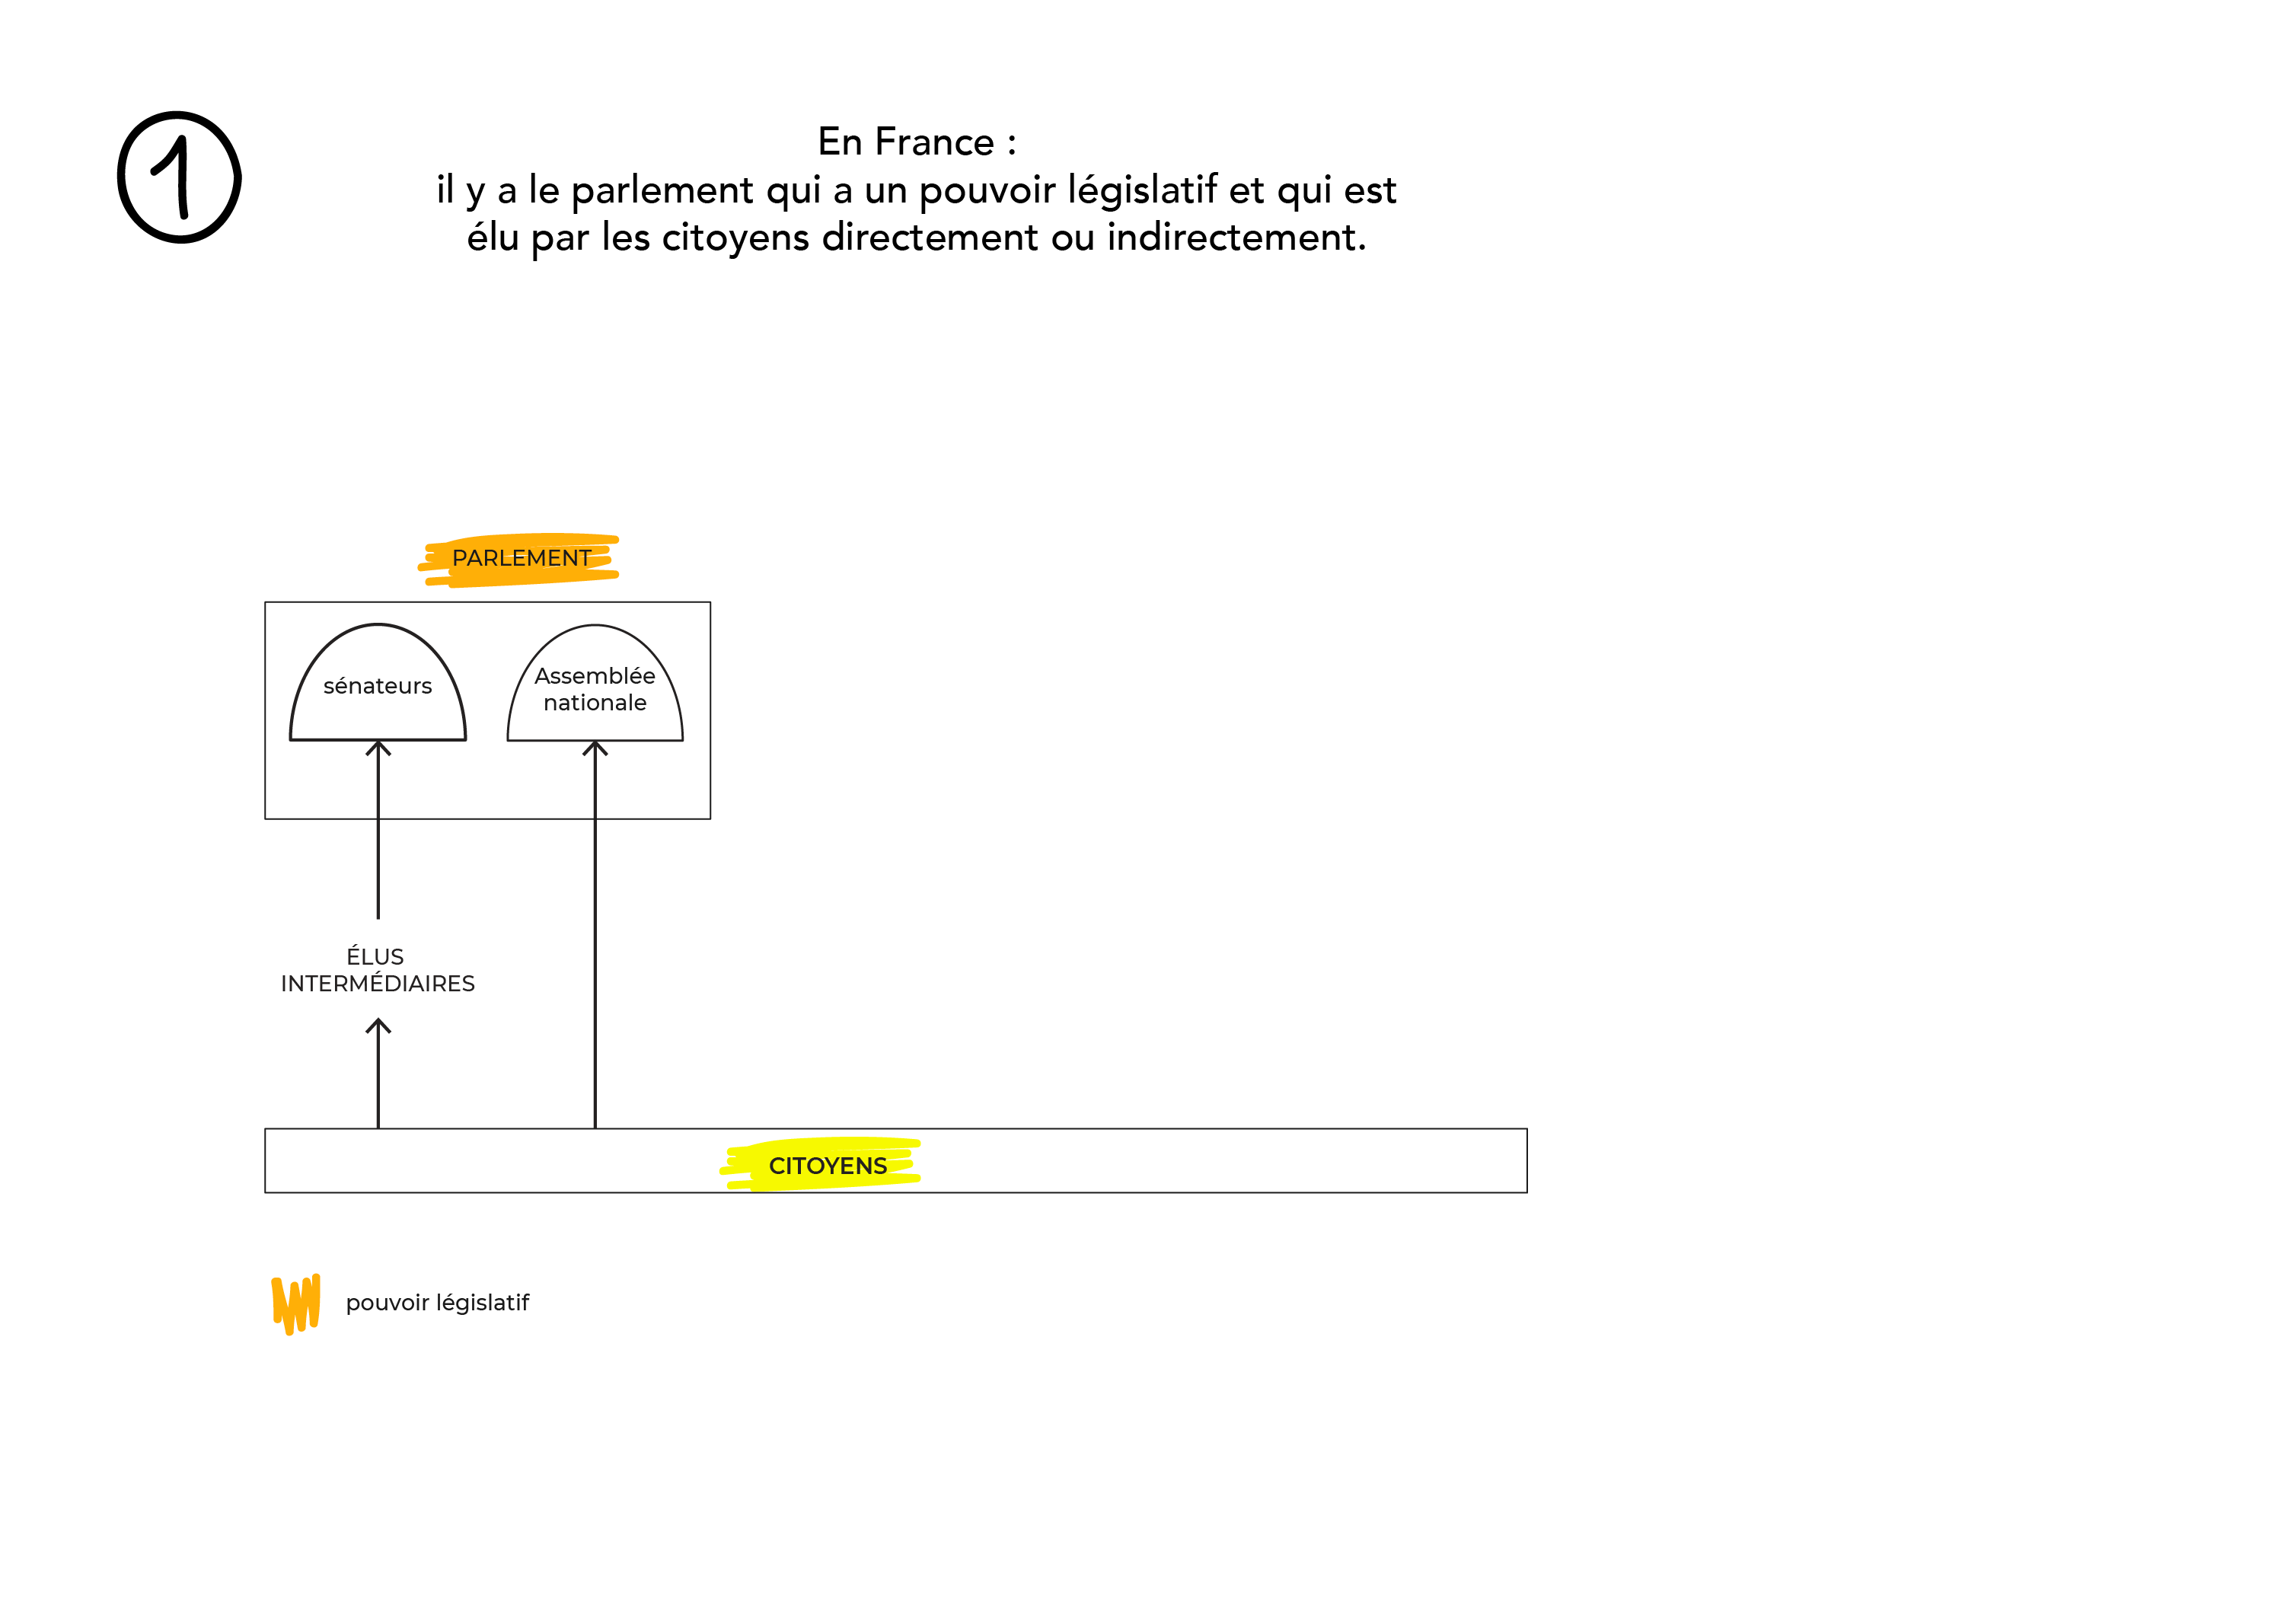 1
En France :
il y a le parlement qui a un pouvoir législatif et qui est
élu par les citoyens directement ou indirectement.
PARLEMENT
sénateurs
Assemblée
nationale
ÉLUS
INTERMÉDIAIRES
CITOYENS
pouvoir législatif